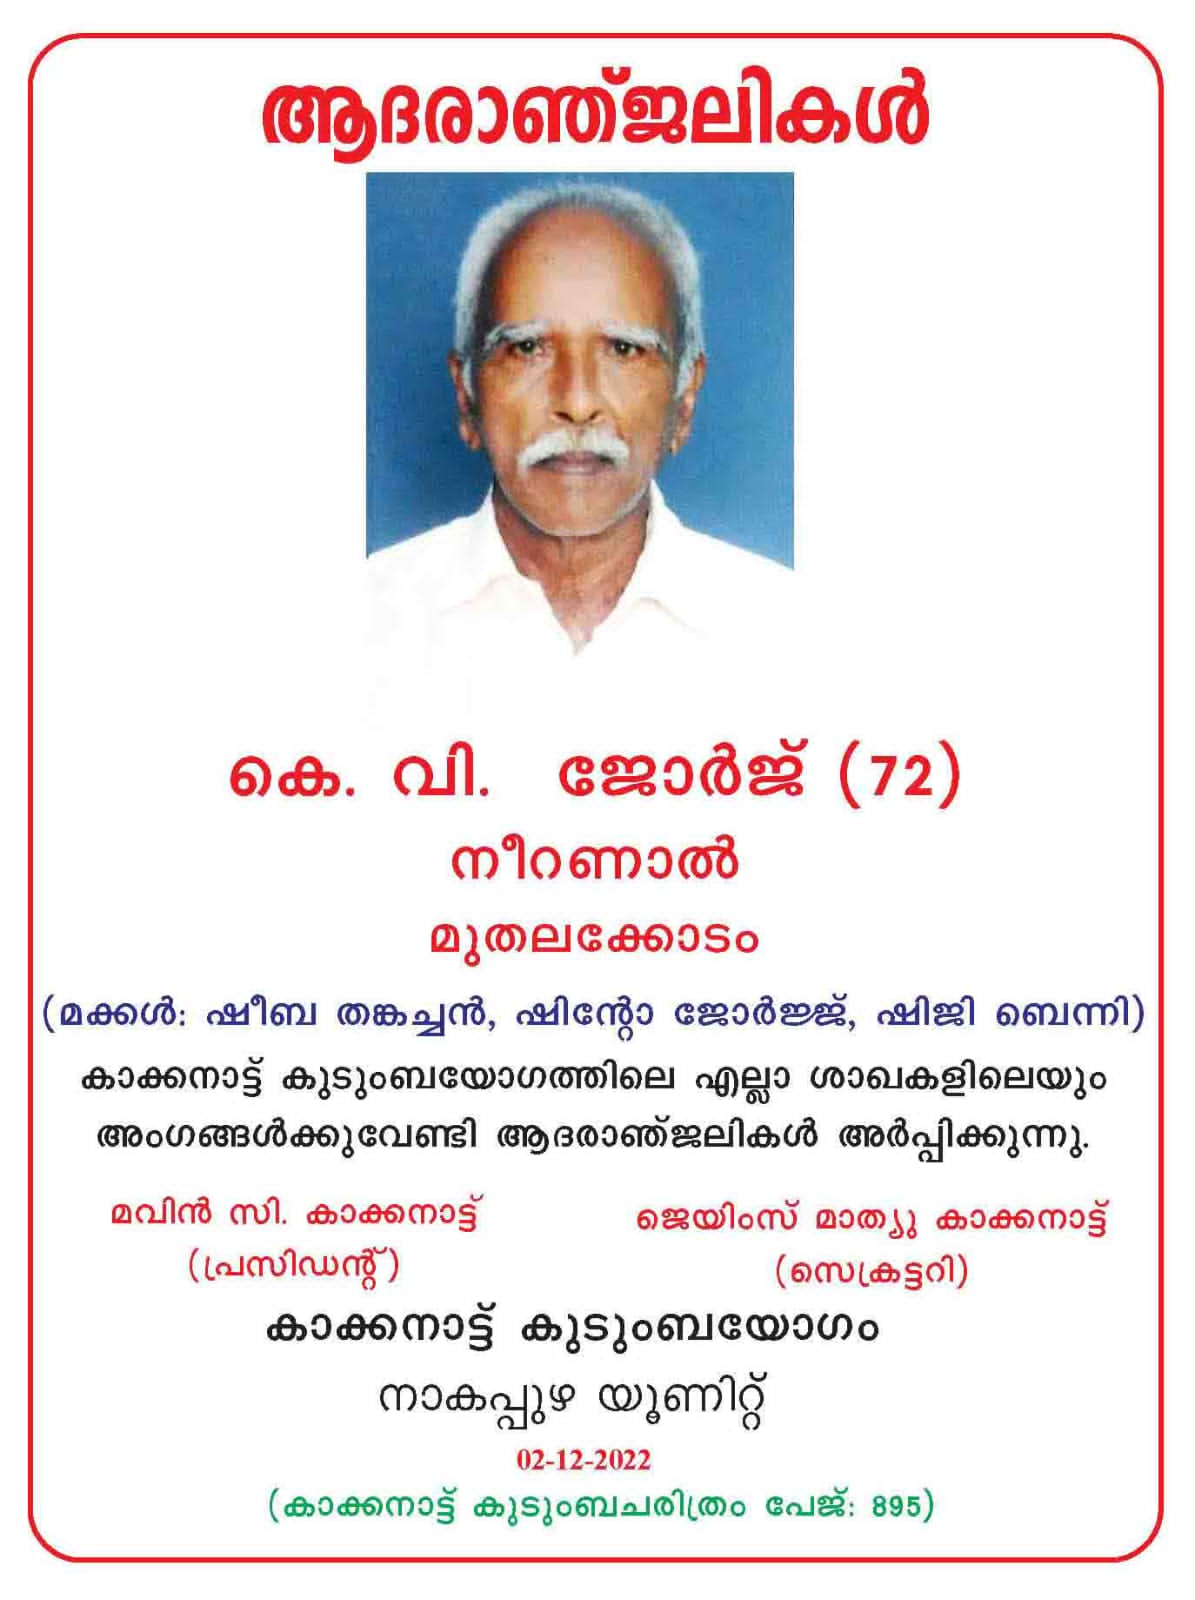 ആദരാഞ്ജലികൾ
കെ. വി. ജോർജ് (72)
നീറണാൽ
മുതലക്കോടം
(മക്കൾ: ഷീബ തങ്കച്ചൻ, ഷിന്റോ ജോർജ്ജ്, ഷിജി ബെന്നി)
കാക്കനാട്ട് കുടുംബയോഗത്തിലെ എല്ലാ ശാഖകളിലെയും
അംഗങ്ങൾക്കുവേണ്ടി ആദരാഞ്ജലികൾ അർപ്പിക്കുന്നു.
മവിൻ സി. കാക്കനാട്ട്
(പ്രസിഡന്റ്)
ജെയിംസ് മാത്യു കാക്കനാട്ട്
(സെക്രട്ടറി)
കാക്കനാട്ട് കുടുംബയോഗം
നാകപ്പുഴ യൂണിറ്റ്
02-12-2022
(കാക്കനാട്ട് കുടുംബചരിത്രം പേജ്: 895)